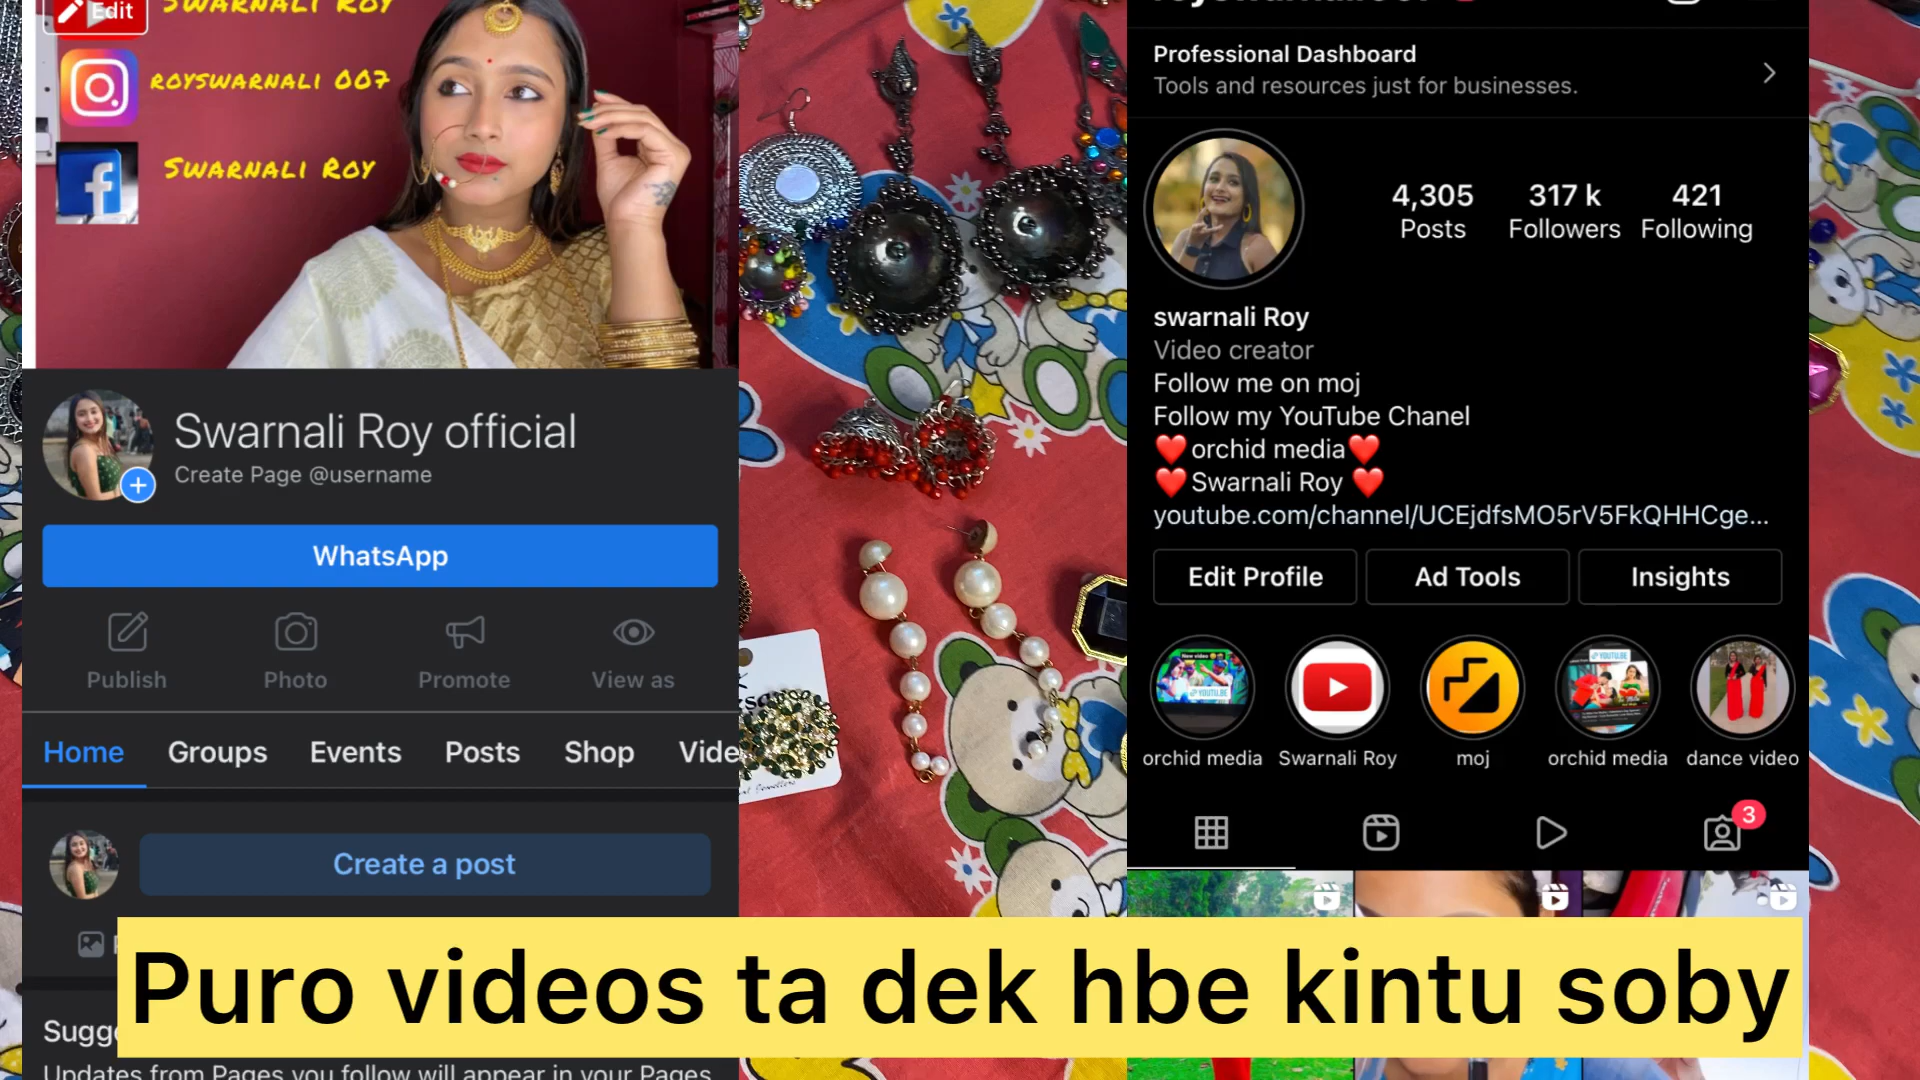 Edit
SWARNALI ROY
ROYSWARNALI 007
SWARNALI ROY
Swarnali Roy official
Create Page @username
WhatsApp
Publish
Photo
Promote
View as
Home
Groups
Events
Posts
Shop
Vide
Create a post
Updates from Pages you follow will appear in your Pages
Professional Dashboard
Tools and resources just for businesses.
4,305
317 k
421
Posts
Followers
Following
swarnali Roy
Video creator
Follow me on moj
Follow my YouTube Chanel
❤️orchid media❤️
❤️Swarnali Roy ❤️
youtube.com/channel/UCEjdfsMO5rV5FkQHHCge...
Edit Profile
Ad Tools
Insights
orchid media
Swarnali Roy
moj
orchid media
dance video
3
Puro videos ta dek hbe kintu soby